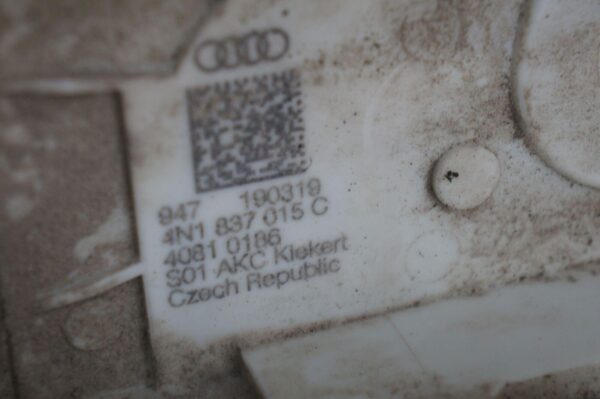 947 190319
4N1 837 015 C
4081 0186
S01 AKC Kiekert
Czech Republic